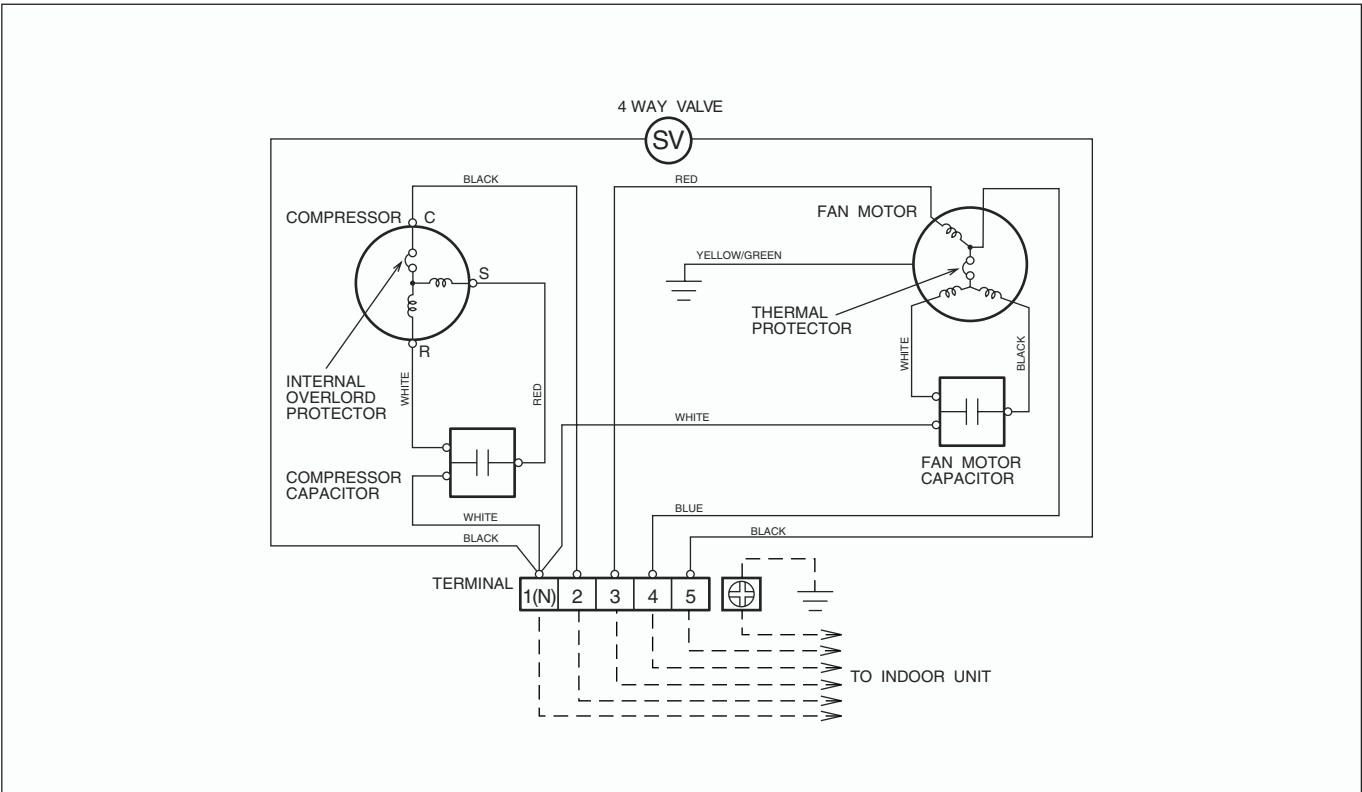 4 WAY VALVE
SV
BLACK
RED
COMPRESSOR
C
FAN MOTOR
YELLOW/GREEN
S
THERMAL
PROTECTOR
R
INTERNAL
OVERLORD
PROTECTOR
WHITE
RED
WHITE
BLACK
WHITE
COMPRESSOR
CAPACITOR
FAN MOTOR
CAPACITOR
WHITE
BLUE
BLACK
BLACK
TERMINAL
1(N) 2 3 4 5
TO INDOOR UNIT